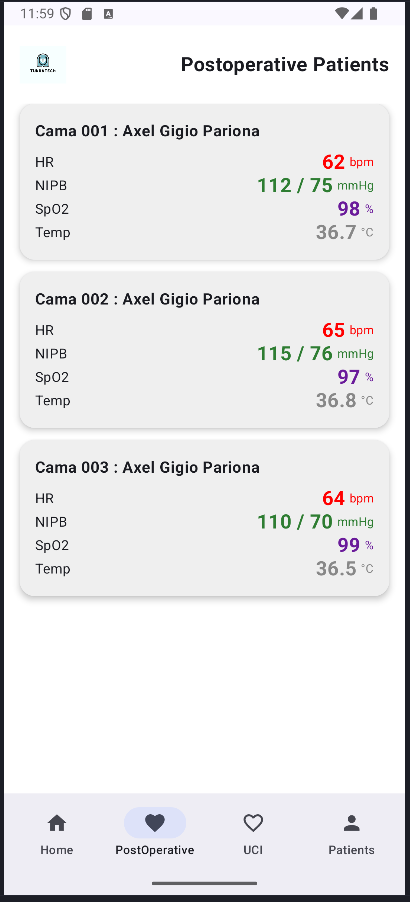 11:59
TUNKATECH
Postoperative Patients
Cama 001 : Axel Gigio Pariona
HR 62 bpm
NIPB 112 / 75 mmHg
SpO2 98 %
Temp 36.7 °C
Cama 002 : Axel Gigio Pariona
HR 65 bpm
NIPB 115 / 76 mmHg
SpO2 97 %
Temp 36.8 °C
Cama 003 : Axel Gigio Pariona
HR 64 bpm
NIPB 110 / 70 mmHg
SpO2 99 %
Temp 36.5 °C
Home PostOperative UCI Patients